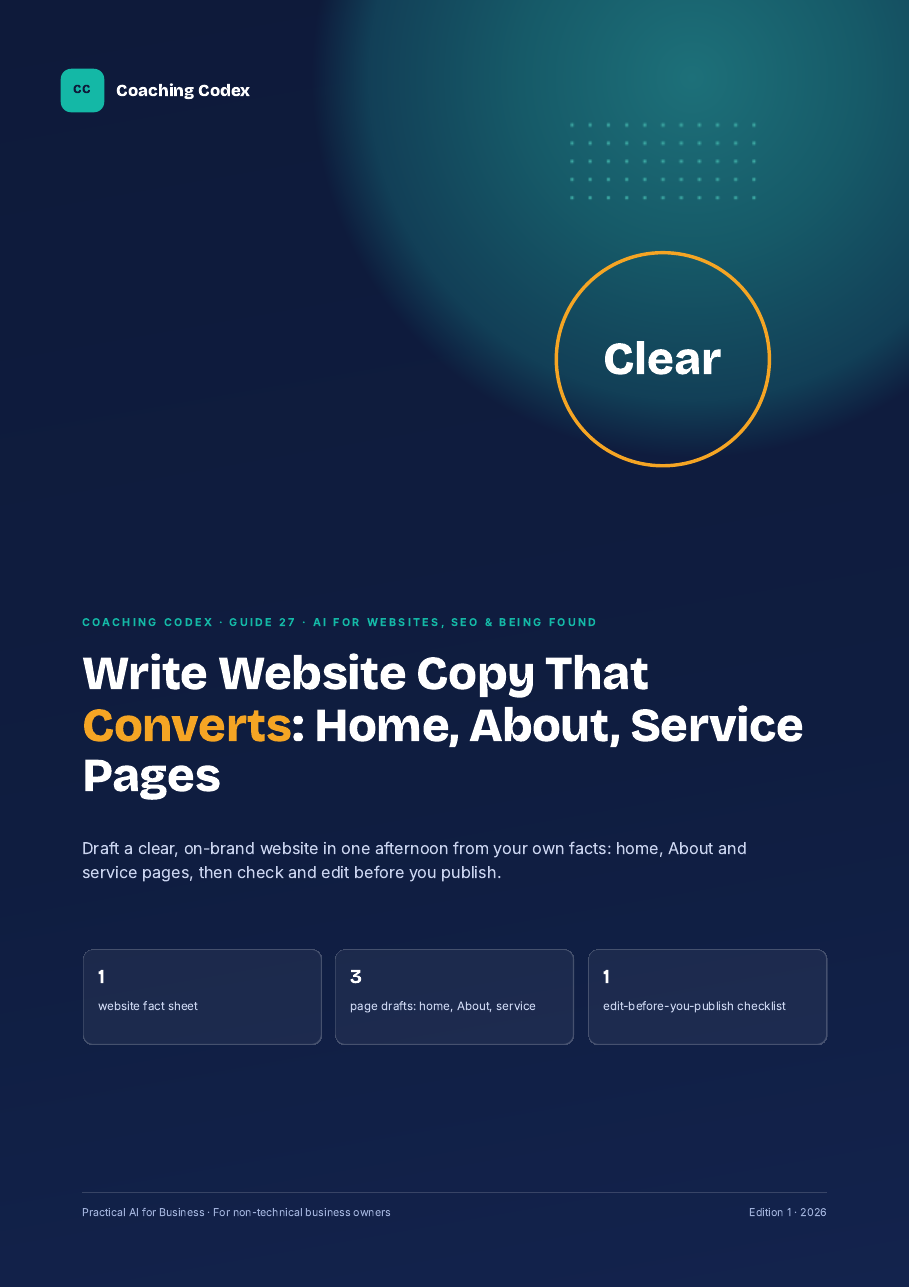 CC
Coaching Codex
Clear
COACHING CODEX · GUIDE 27 · AI FOR WEBSITES, SEO & BEING FOUND
Write Website Copy That
Converts: Home, About, Service
Pages
Draft a clear, on-brand website in one afternoon from your own facts: home, About and
service pages, then check and edit before you publish.
1
website fact sheet
3
page drafts: home, About, service
1
edit-before-you-publish checklist
Practical AI for Business · For non-technical business owners
Edition 1 · 2026